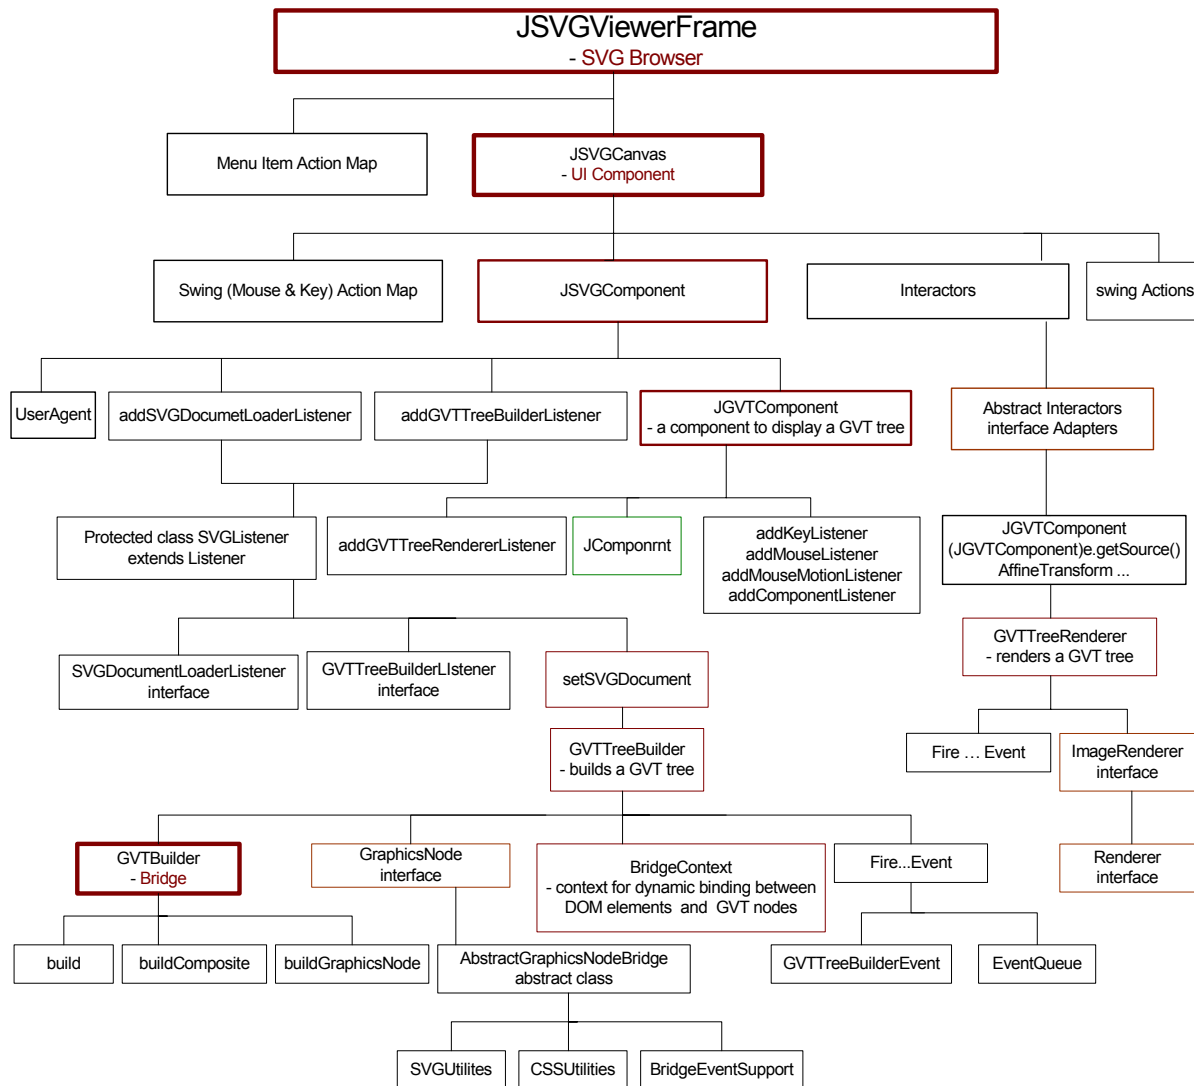 JSVGViewerFrame
- SVG Browser
Menu Item Action Map
JSVGCanvas
- UI Component
Swing (Mouse & Key) Action Map
JSVGComponent
Interactors
swing Actions
UserAgent
addSVGDocumetLoaderListener
addGVTTreeBuilderListener
JGVTComponent
- a component to display a GVT tree
Abstract Interactors
interface Adapters
Protected class SVGListener
extends Listener
addGVTTreeRendererListener
JComponrnt
addKeyListener
addMouseListener
addMouseMotionListener
addComponentListener
JGVTComponent
(JGVTComponent)e.getSource()
AffineTransform ...
SVGDocumentLoaderListener
interface
GVTTreeBuilderLIstener
interface
setSVGDocument
GVTTreeRenderer
- renders a GVT tree
GVTTreeBuilder
- builds a GVT tree
Fire ... Event
ImageRenderer
interface
GVTBuilder
- Bridge
GraphicsNode
interface
BridgeContext
- context for dynamic binding between
DOM elements and GVT nodes
Fire...Event
Renderer
interface
build
buildComposite
buildGraphicsNode
AbstractGraphicsNodeBridge
abstract class
GVTTreeBuilderEvent
EventQueue
SVGUtilites
CSSUtilities
BridgeEventSupport